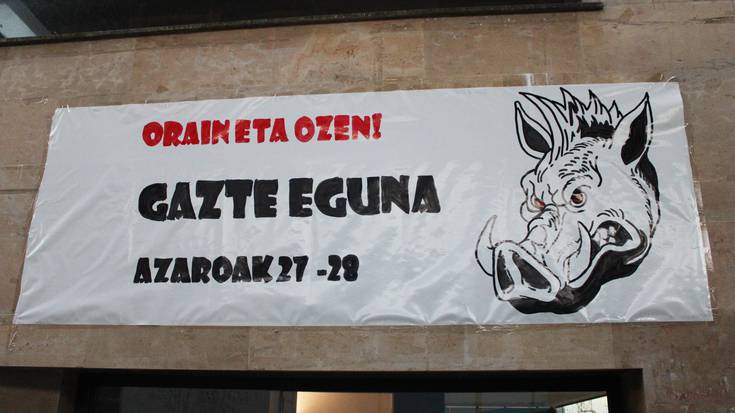 ORAIN ETA OZEN!
GAZTE EGUNA
AZAROAK 27 -28